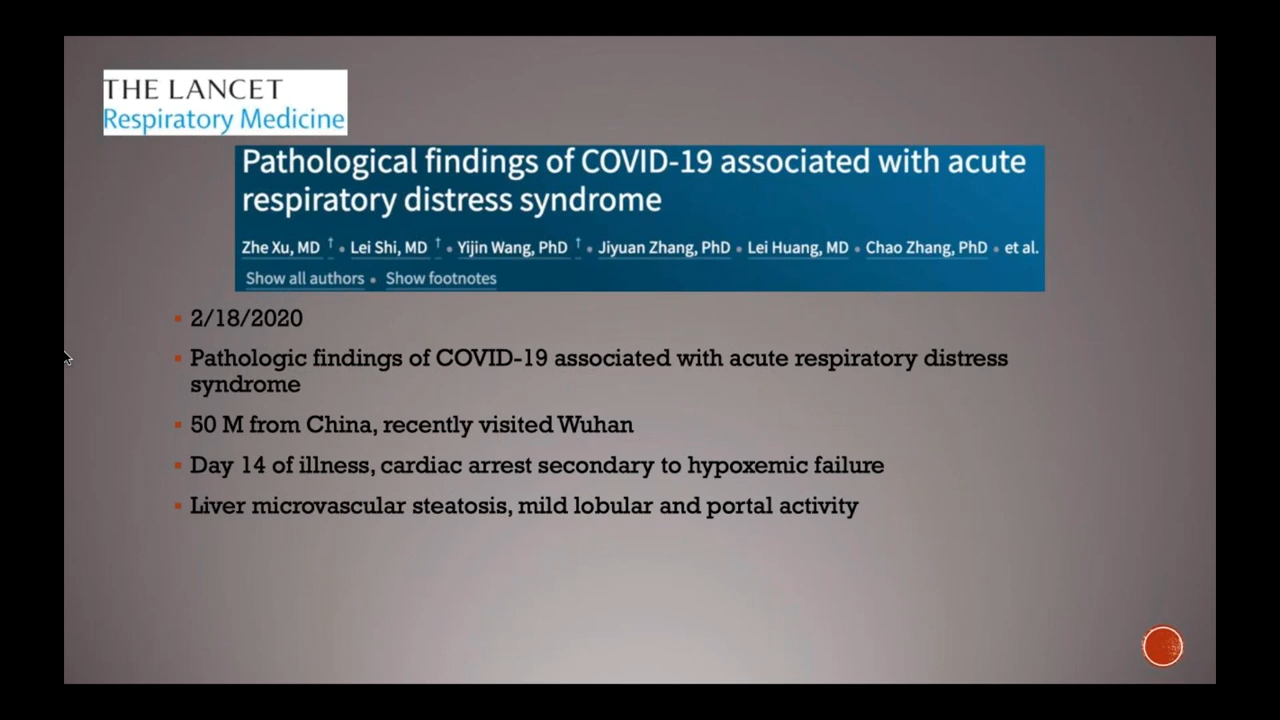 THE LANCET
Respiratory Medicine
Pathological findings of COVID-19 associated with acute
respiratory distress syndrome
Zhe Xu, MD † • Lei Shi, MD † • Yijin Wang, PhD † • Jiyuan Zhang, PhD • Lei Huang, MD • Chao Zhang, PhD • et al.
Show all authors • Show footnotes
▪ 2/18/2020
▪ Pathologic findings of COVID-19 associated with acute respiratory distress
syndrome
▪ 50 M from China, recently visited Wuhan
▪ Day 14 of illness, cardiac arrest secondary to hypoxemic failure
▪ Liver microvascular steatosis, mild lobular and portal activity